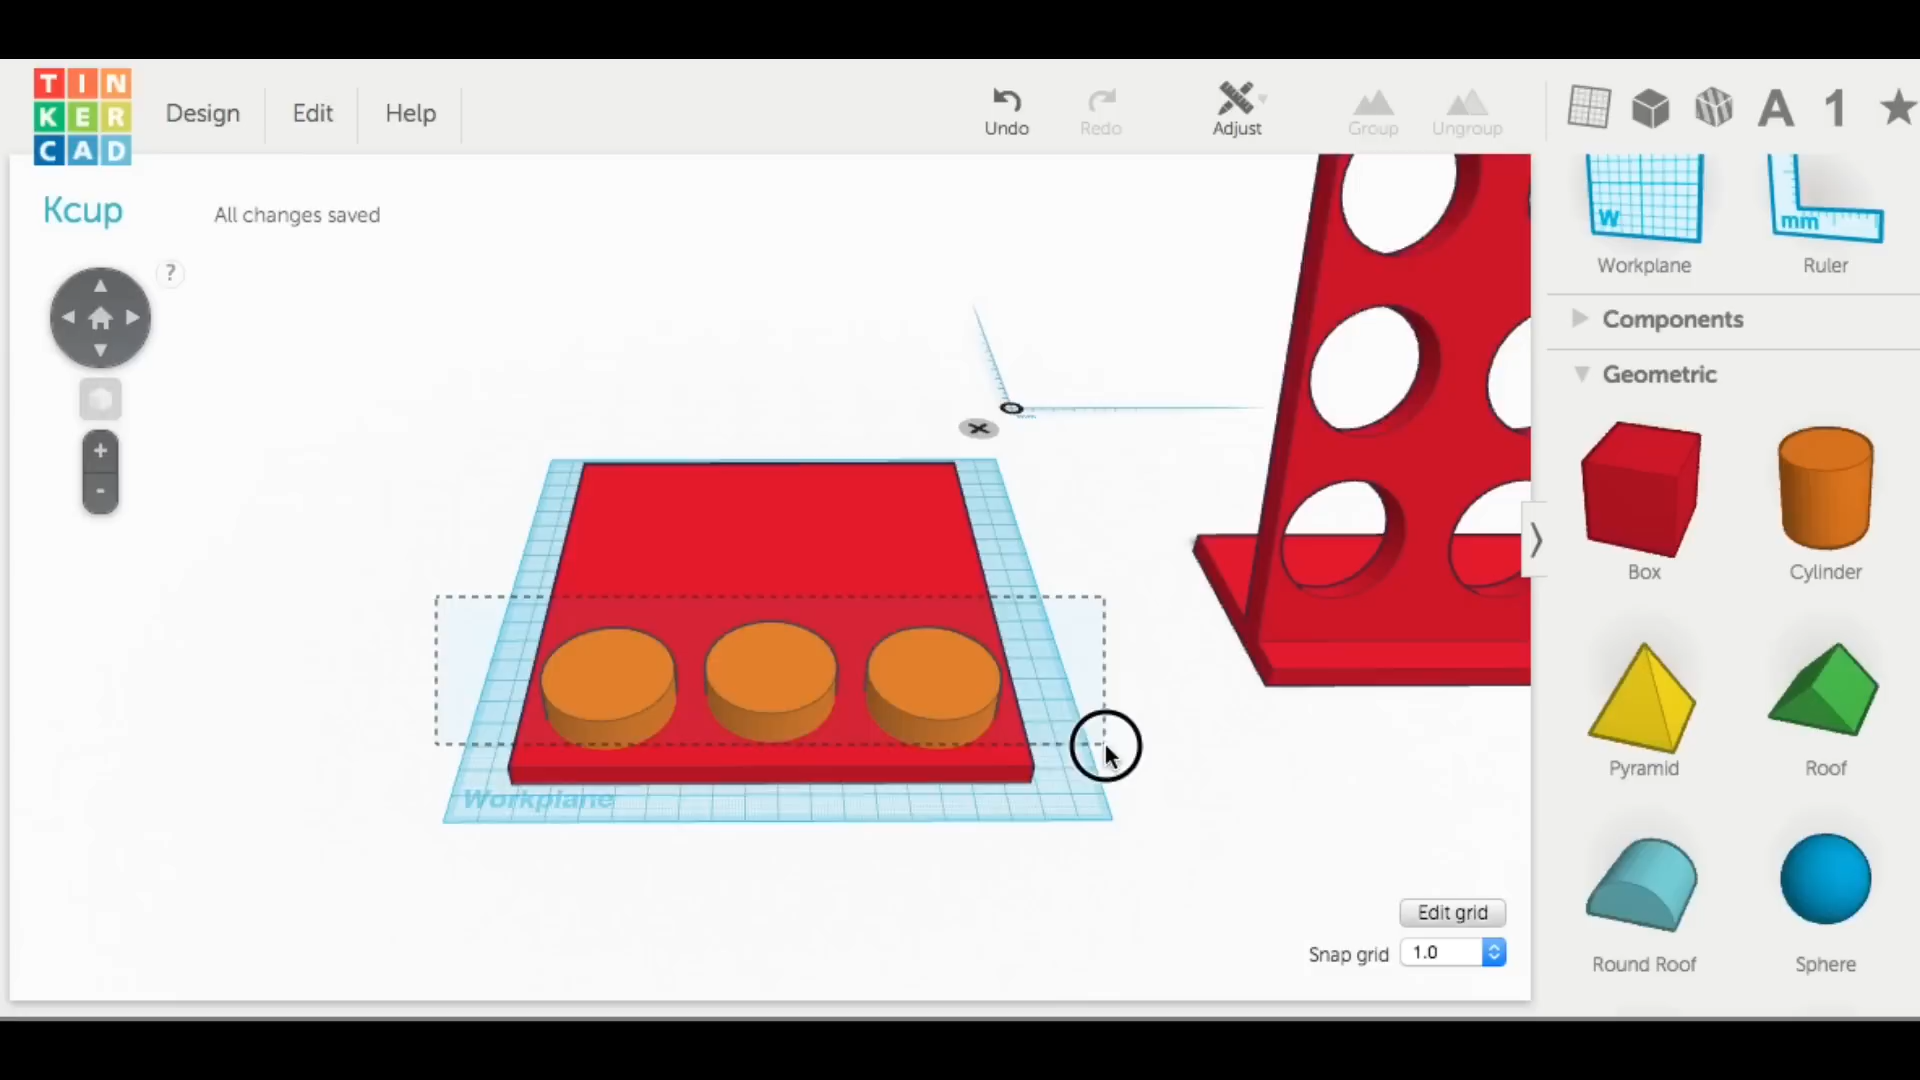 TIN
KER
CAD
Design
Edit
Help
Undo
Redo
Adjust
Group
Ungroup
A
1
Kcup
All changes saved
?
W
mm
Workplane
Ruler
Components
Geometric
Box
Cylinder
Pyramid
Roof
Workplane
Edit grid
Snap grid
1.0
Round Roof
Sphere